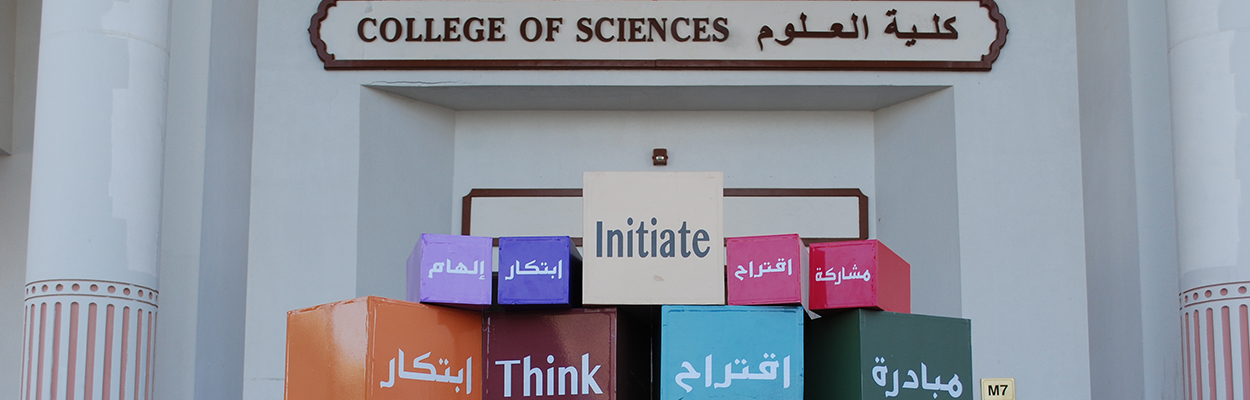 COLLEGE OF SCIENCES كلية العلوم
Initiate
إلهام
ابتكار
اقتراح
مشاركة
ابتكار
Think
اقتراح
مبادرة
M7